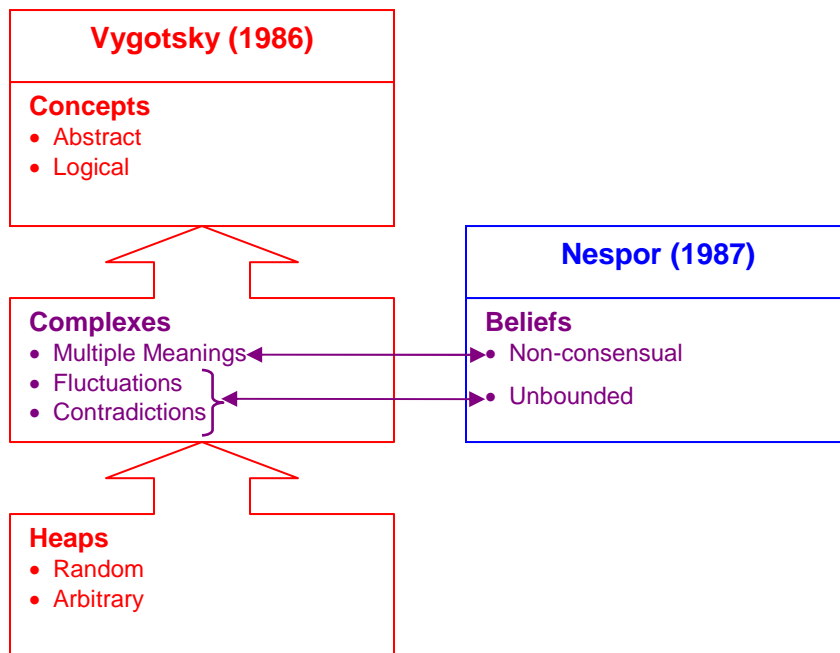 Vygotsky (1986)
Concepts
• Abstract
• Logical
Nespor (1987)
Complexes
• Multiple Meanings
• Fluctuations
• Contradictions
Beliefs
• Non-consensual
• Unbounded
Heaps
• Random
• Arbitrary